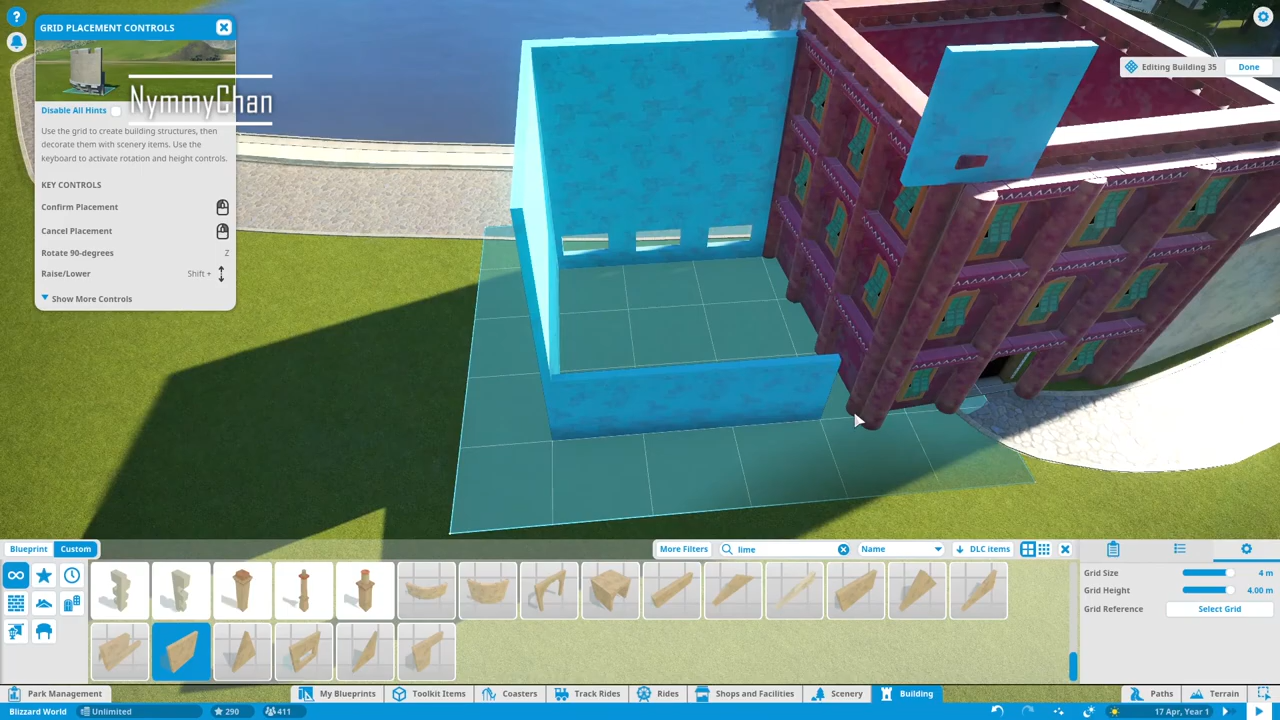 GRID PLACEMENT CONTROLS
Disable All Hints
NymmyChan
Use the grid to create building structures, then
decorate them with scenery items. Use the
keyboard to activate rotation and height controls.
KEY CONTROLS
Confirm Placement
Cancel Placement
Rotate 90-degrees Z
Raise/Lower Shift +
Show More Controls
Editing Building 35 Done
Blueprint Custom More Filters lime Name DLC items
Grid Size 4 m
Grid Height 4.00 m
Grid Reference Select Grid
Park Management My Blueprints Toolkit Items Coasters Track Rides Rides Shops and Facilities Scenery Building Paths Terrain
Blizzard World Unlimited 290 411 17 Apr, Year 1